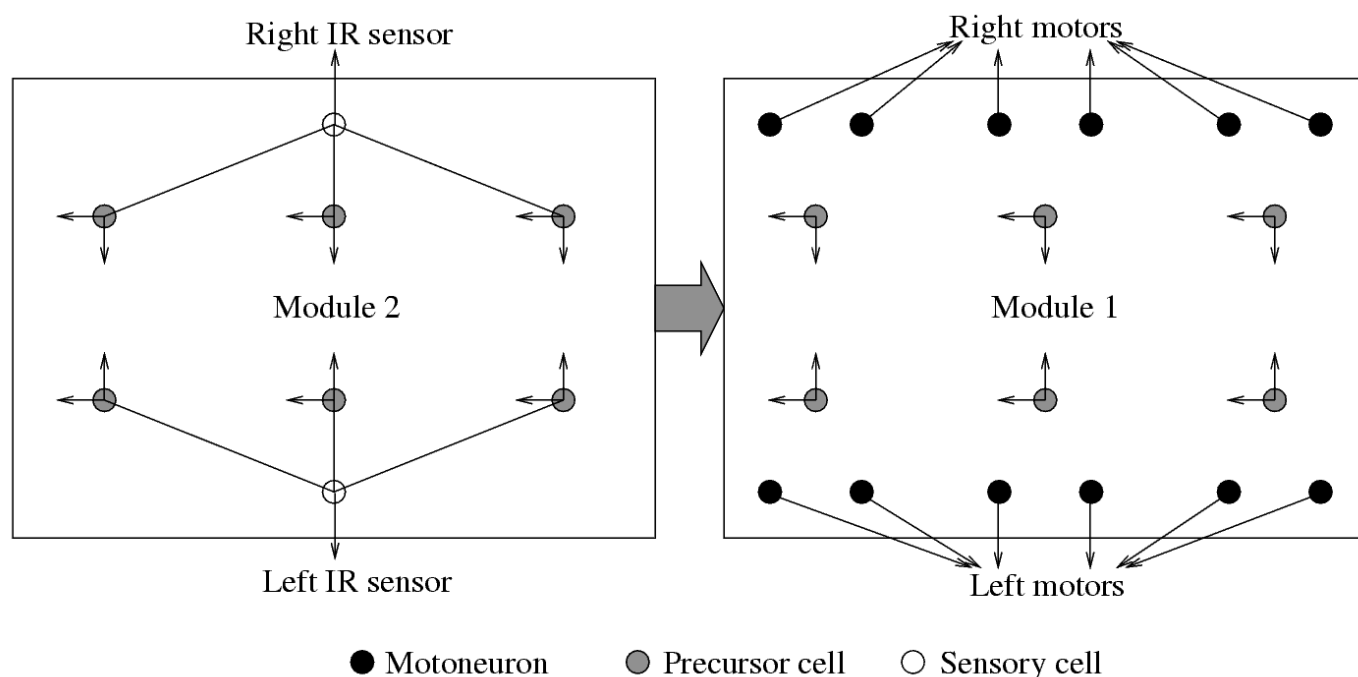 Right IR sensor
Right motors
Module 2
Module 1
Left IR sensor
Left motors
Motoneuron
Precursor cell
Sensory cell